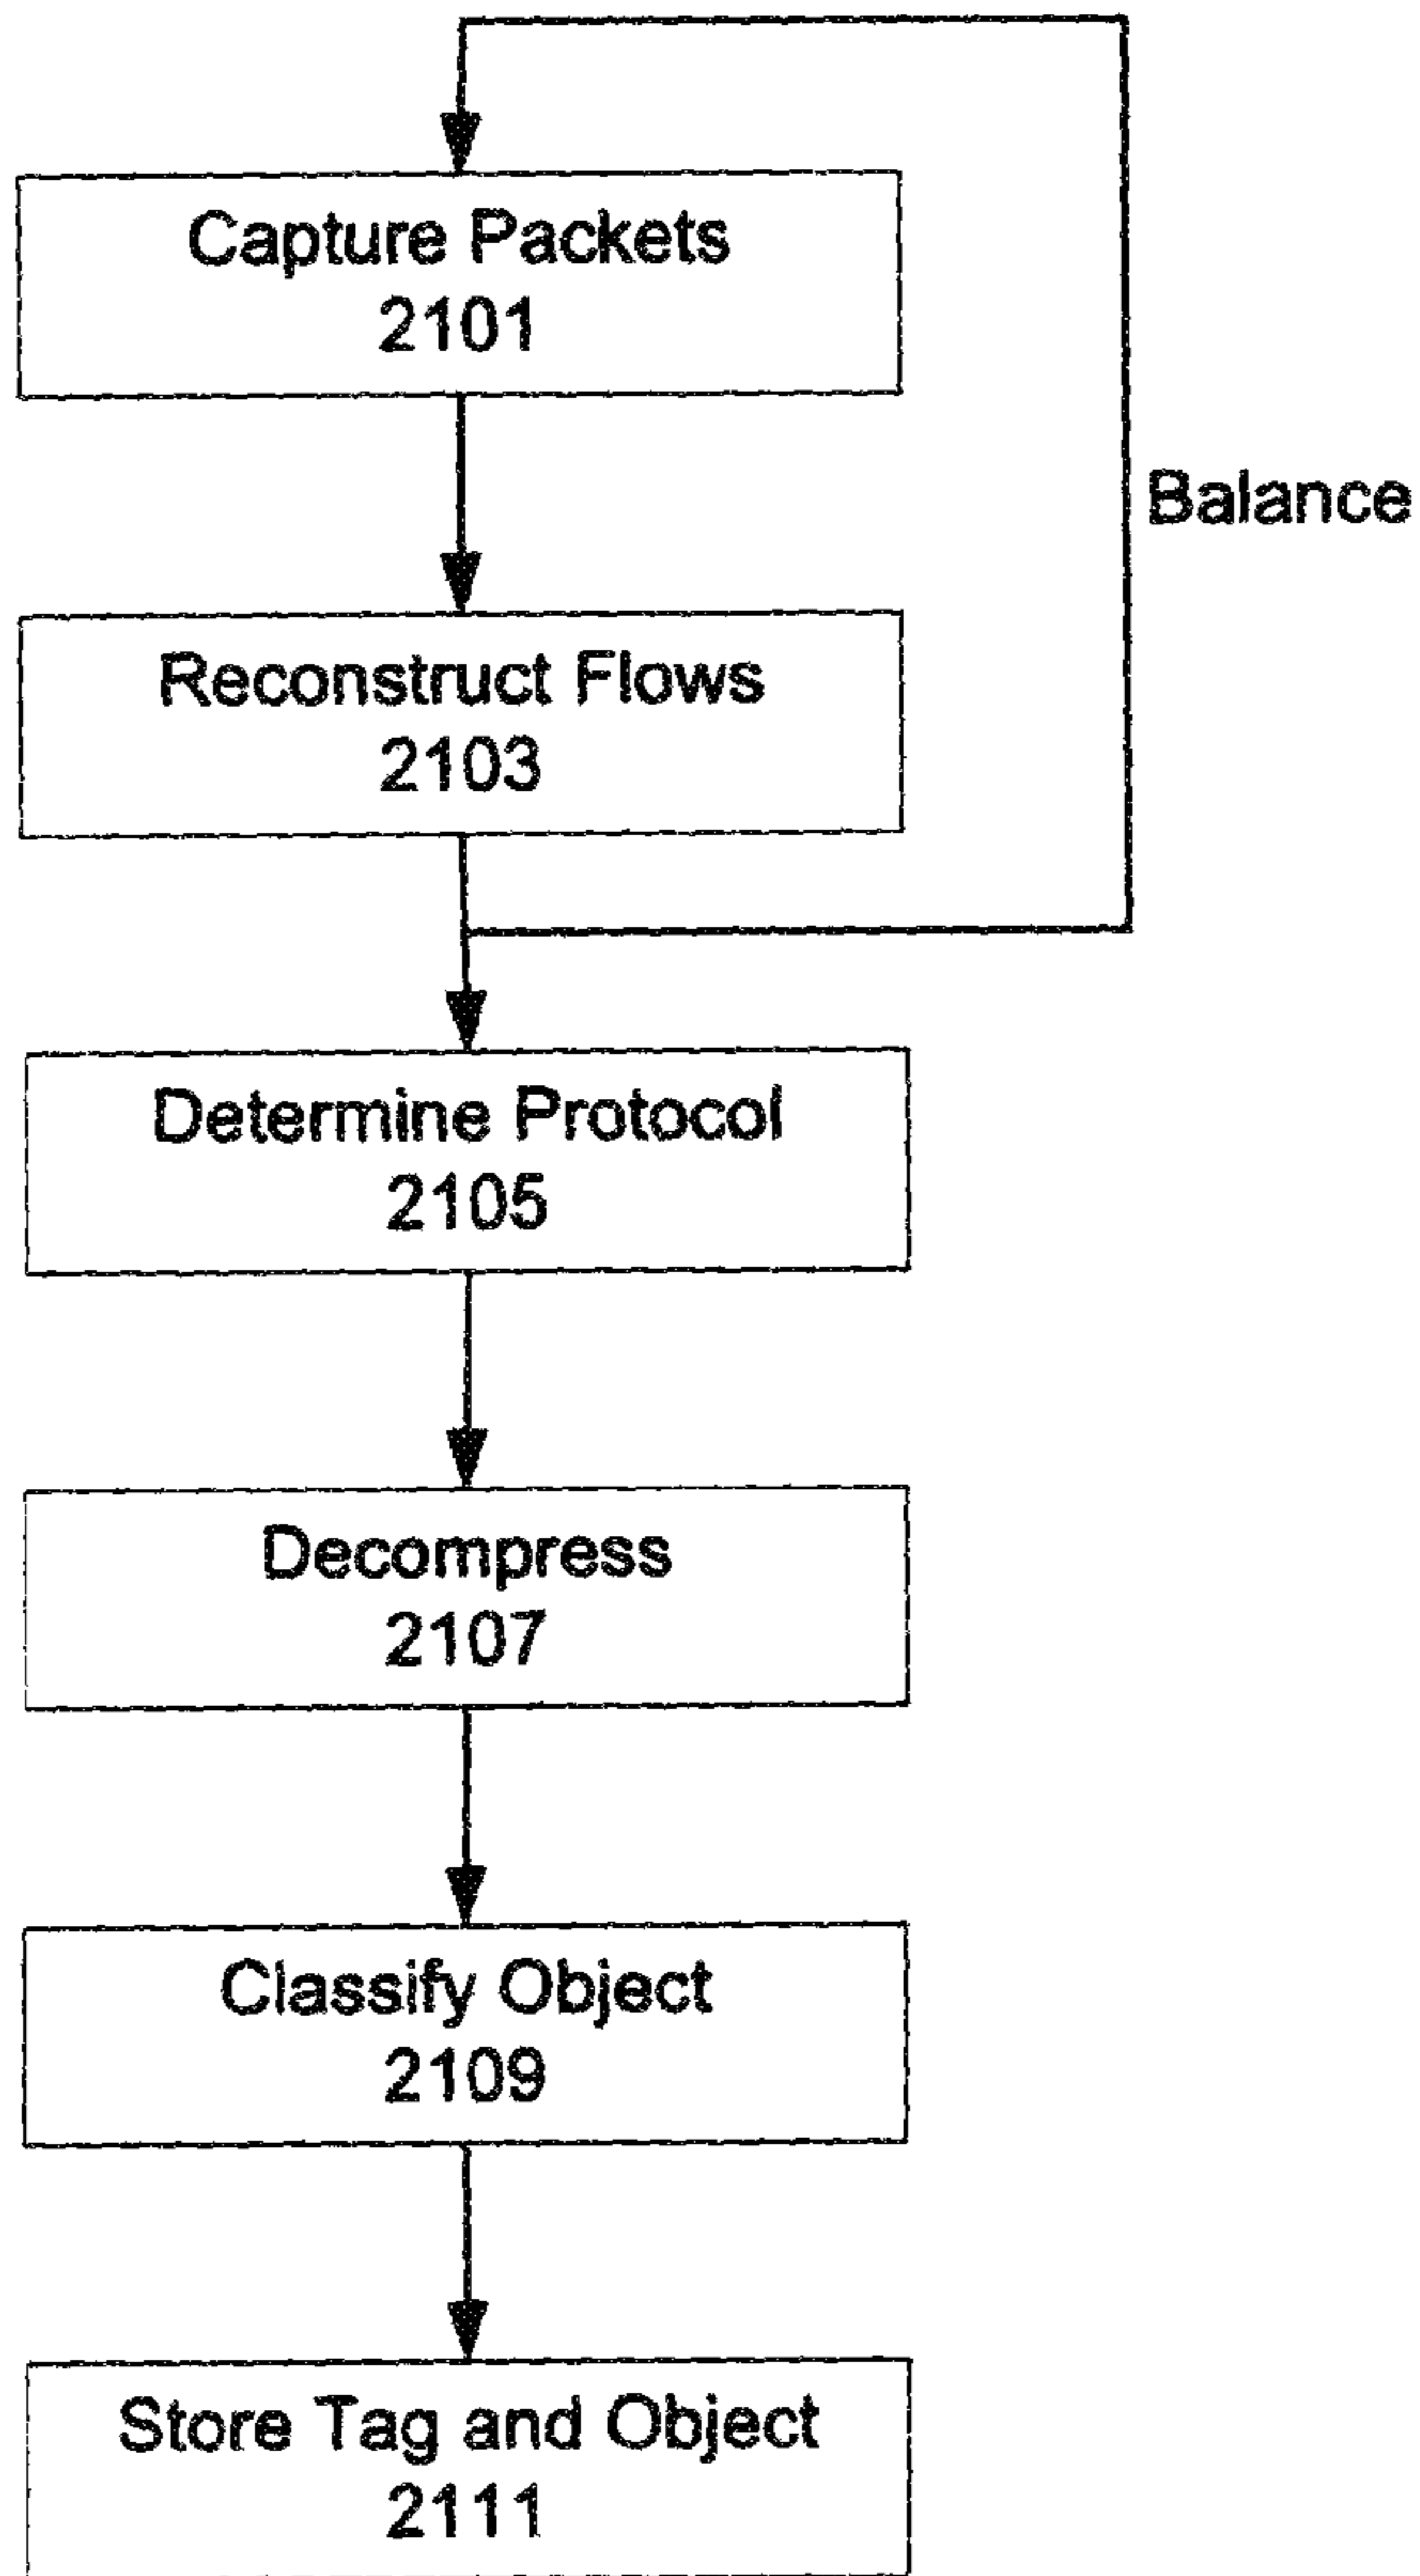 Capture Packets
2101
Balance
Reconstruct Flows
2103
Determine Protocol
2105
Decompress
2107
Classify Object
2109
Store Tag and Object
2111